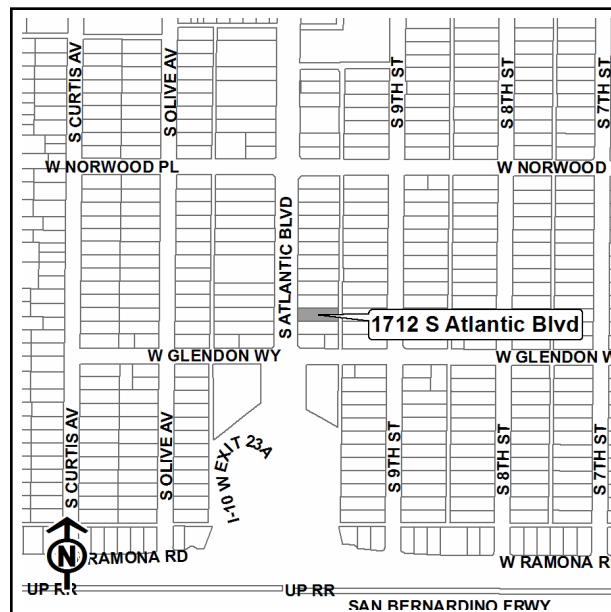 S CURTIS AV
S OLIVE AV
S 9TH ST
S 8TH ST
S 7TH ST
W NORWOOD PL
W NORWOOD
S ATLANTIC BLVD
1712 S Atlantic Blvd
W GLENDON WY
W GLENDON W
S CURTIS AV
S OLIVE AV
I-10 W EXIT 23A
S 9TH ST
S 8TH ST
S 7TH ST
N
RAMONA RD
W RAMONA R
UP RR
UP RR
SAN BERNARDINO FRWY